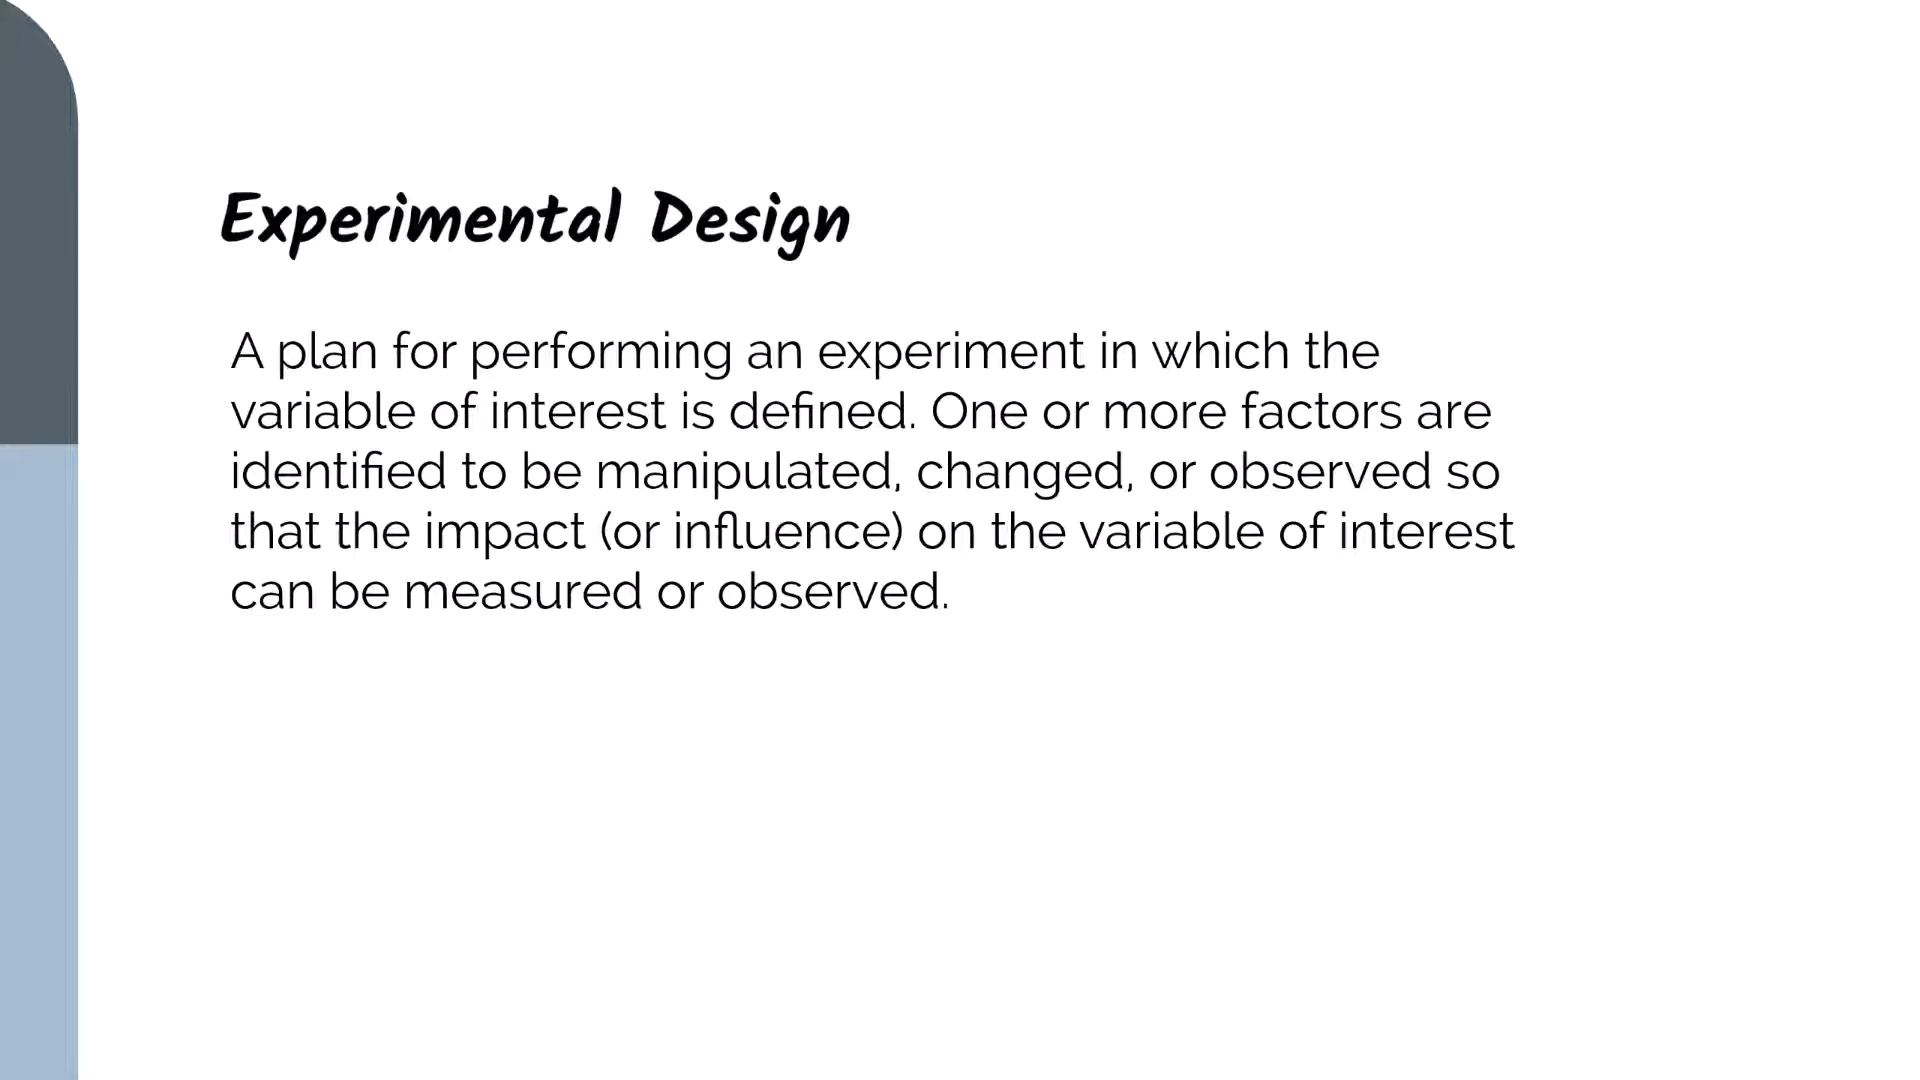 Experimental Design
A plan for performing an experiment in which the
variable of interest is defined. One or more factors are
identified to be manipulated, changed, or observed so
that the impact (or influence) on the variable of interest
can be measured or observed.